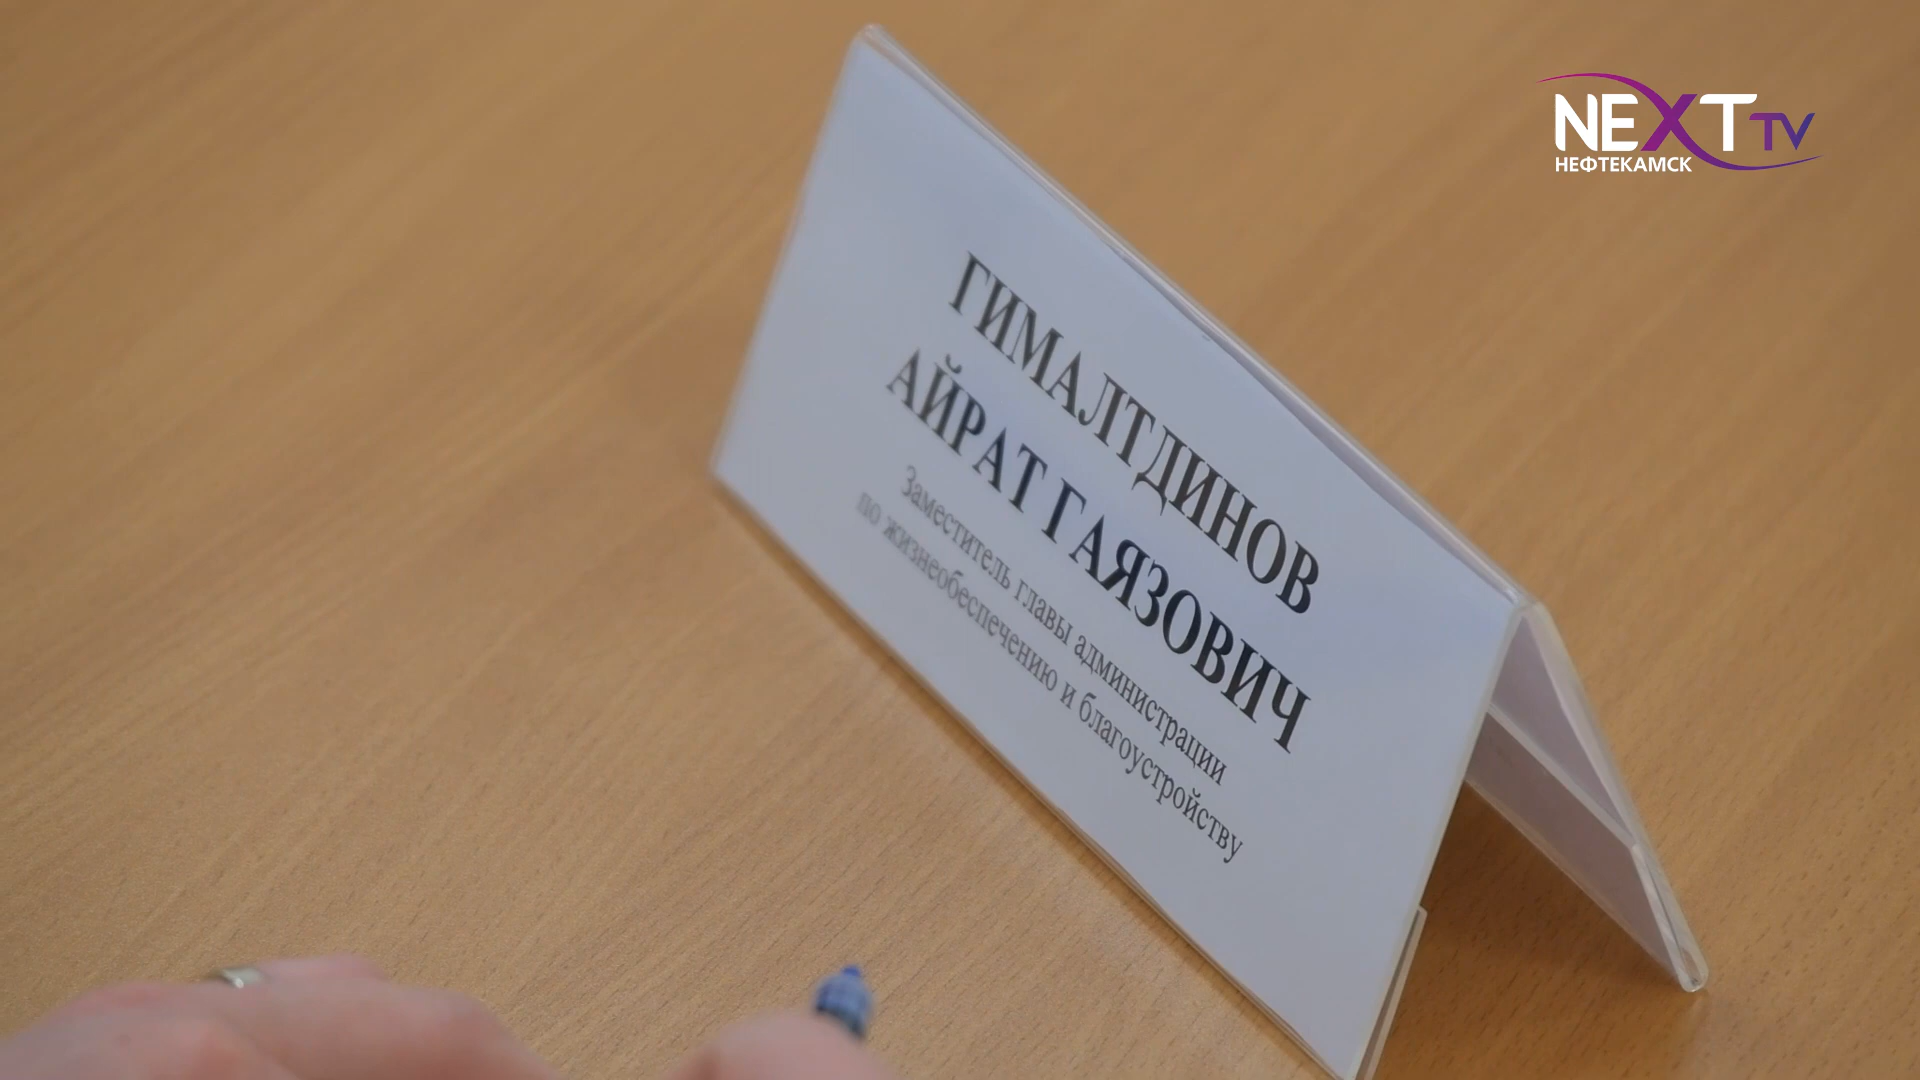 NEXT TV
НЕФТЕКАМСК
ГИМАЛТДИНОВ
АЙРАТ ГАЯЗОВИЧ
Заместитель главы администрации
по жизнеобеспечению и благоустройству